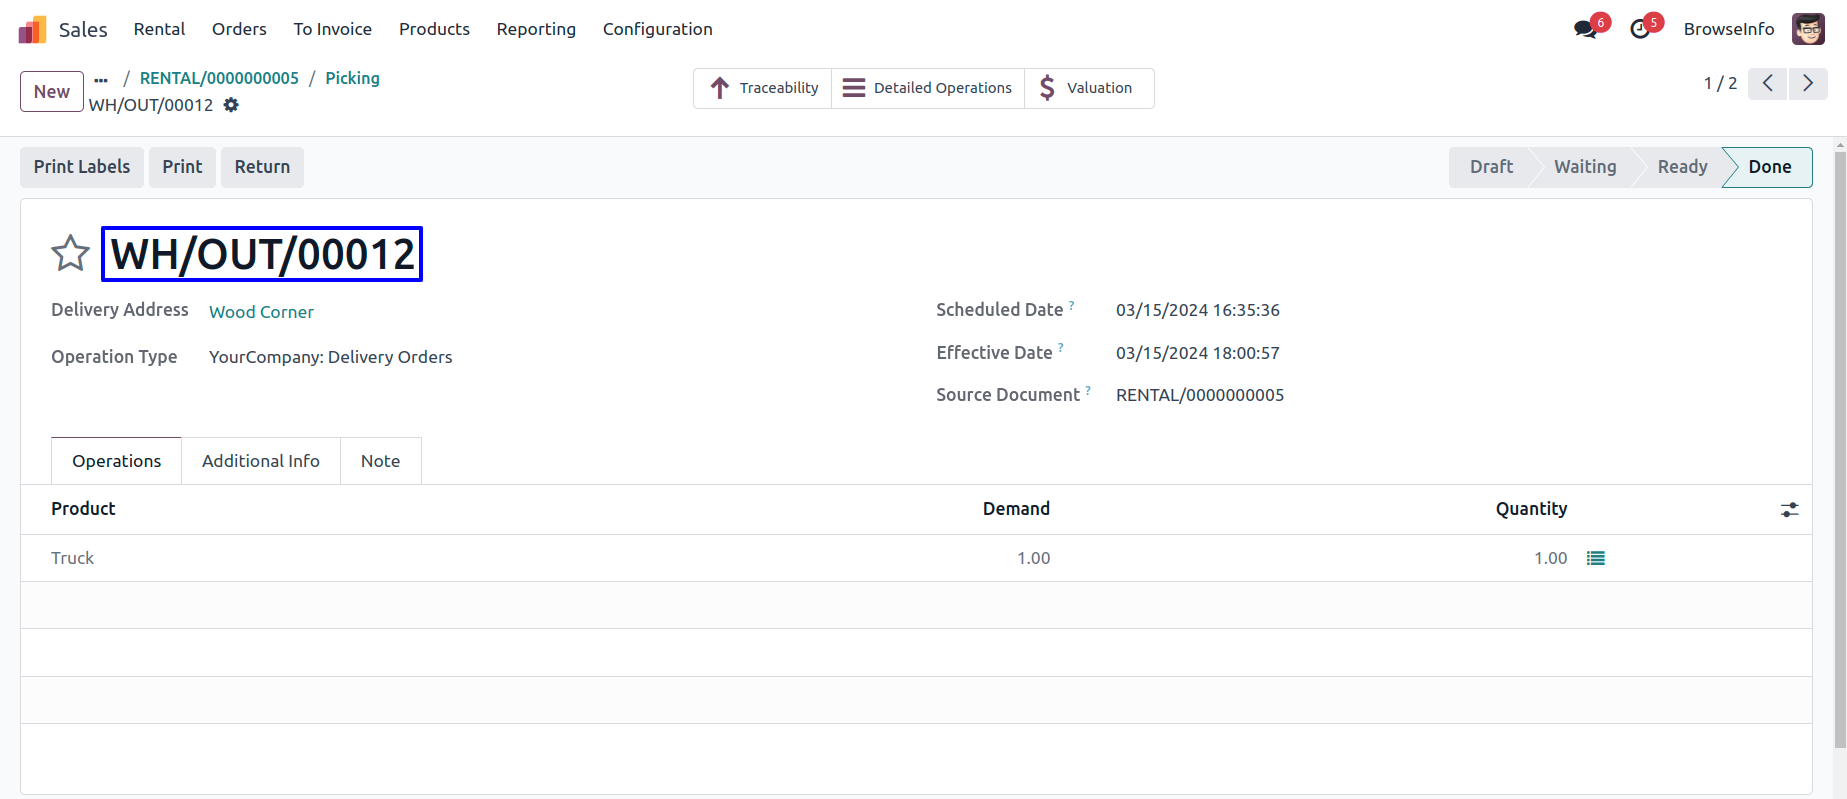 Sales Rental Orders To Invoice Products Reporting Configuration 6 5 BrowseInfo
New ... / RENTAL/0000000005 / Picking
WH/OUT/00012
Traceability Detailed Operations $ Valuation
1 / 2
Print Labels Print Return
Draft Waiting Ready Done
WH/OUT/00012
Delivery Address Wood Corner
Operation Type YourCompany: Delivery Orders
Scheduled Date ? 03/15/2024 16:35:36
Effective Date ? 03/15/2024 18:00:57
Source Document ? RENTAL/0000000005
Operations Additional Info Note
Product Demand Quantity
Truck 1.00 1.00